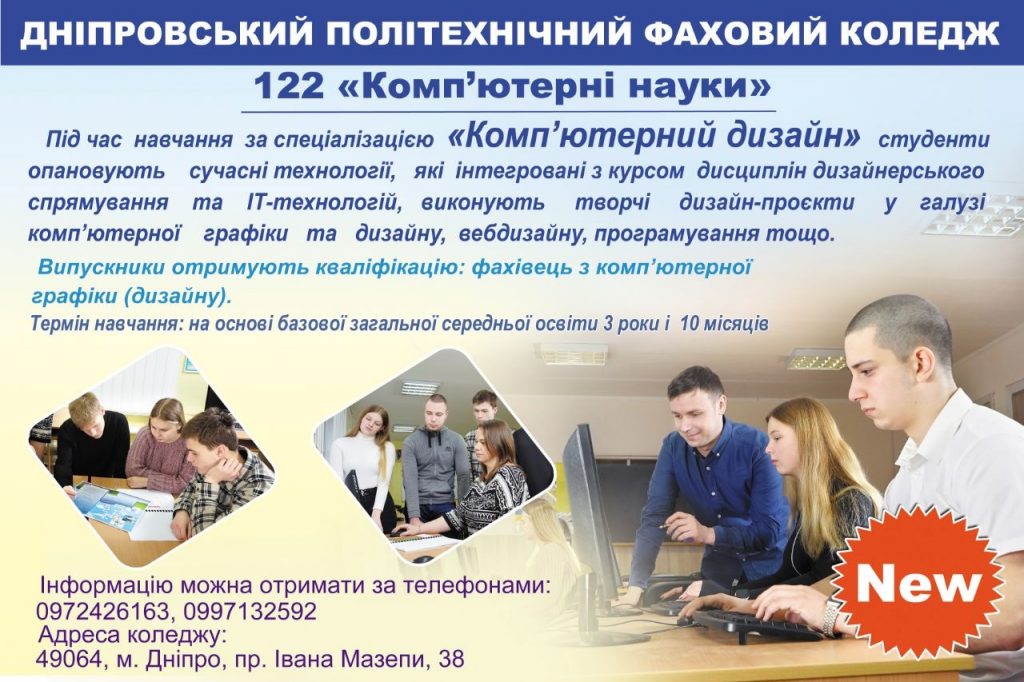 ДНІПРОВСЬКИЙ ПОЛІТЕХНІЧНИЙ ФАХОВИЙ КОЛЕДЖ
122 «Комп’ютерні науки»
Під час навчання за спеціалізацією «Комп’ютерний дизайн» студенти
опановують сучасні технології, які інтегровані з курсом дисциплін дизайнерського
спрямування та ІТ-технологій, виконують творчі дизайн-проєкти у галузі
комп’ютерної графіки та дизайну, вебдизайну, програмування тощо.
Випускники отримують кваліфікацію: фахівець з комп’ютерної
графіки (дизайну).
Термін навчання: на основі базової загальної середньої освіти 3 роки і 10 місяців
New
Інформацію можна отримати за телефонами:
0972426163, 0997132592
Адреса коледжу:
49064, м. Дніпро, пр. Івана Мазепи, 38